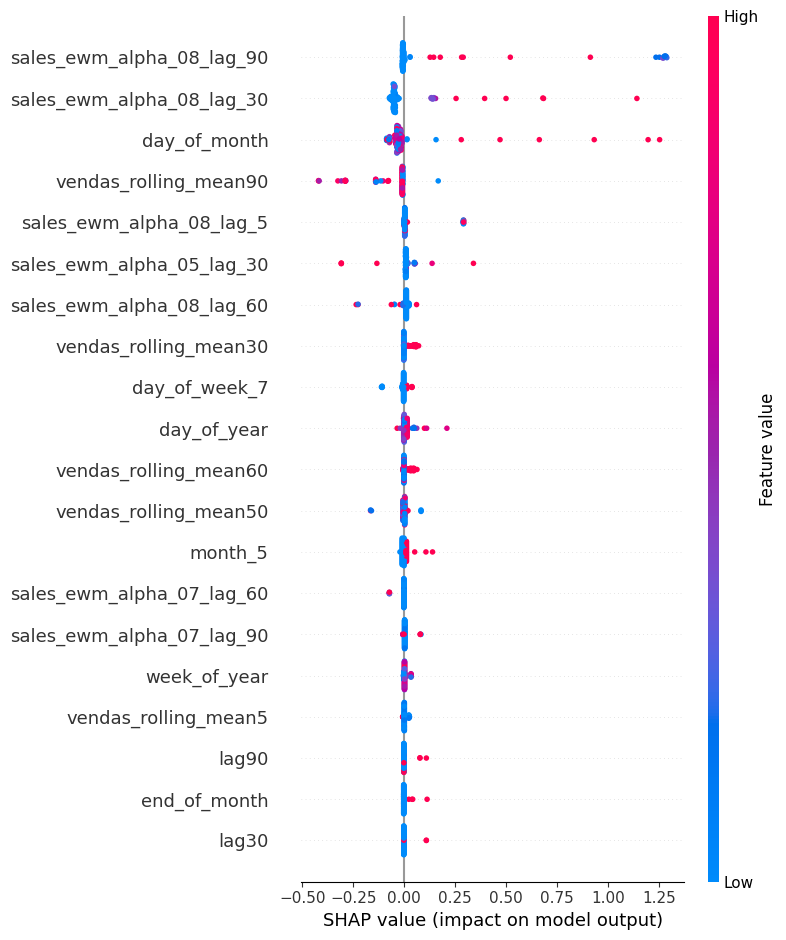 High
sales_ewm_alpha_08_lag_90
sales_ewm_alpha_08_lag_30
day_of_month
vendas_rolling_mean90
sales_ewm_alpha_08_lag_5
sales_ewm_alpha_05_lag_30
sales_ewm_alpha_08_lag_60
vendas_rolling_mean30
day_of_week_7
day_of_year
vendas_rolling_mean60
vendas_rolling_mean50
month_5
sales_ewm_alpha_07_lag_60
sales_ewm_alpha_07_lag_90
week_of_year
vendas_rolling_mean5
lag90
end_of_month
lag30
Feature value
Low
−0.50 −0.25 0.00 0.25 0.50 0.75 1.00 1.25
SHAP value (impact on model output)